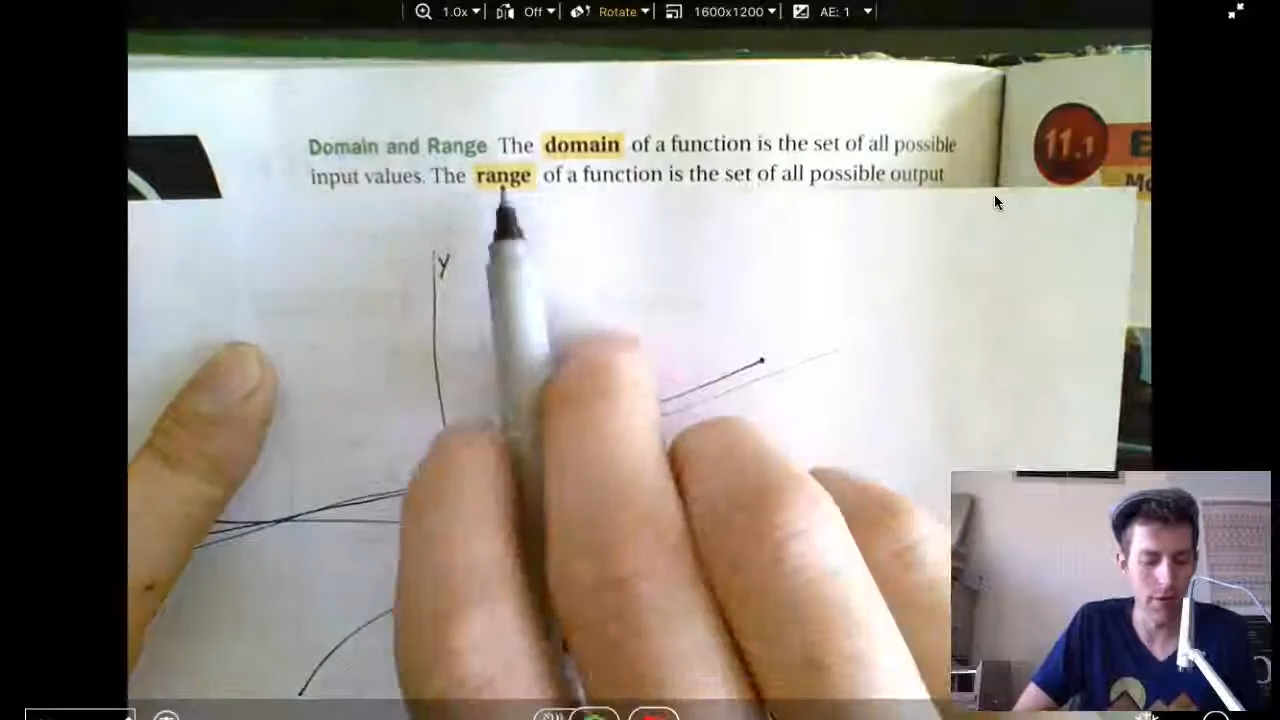 1.0x Off Rotate 1600x1200 AE: 1
Domain and Range The domain of a function is the set of all possible
input values. The range of a function is the set of all possible output
11.1
y